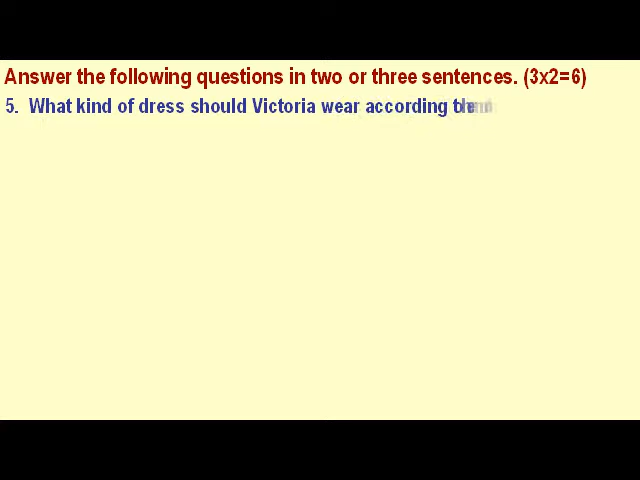 Answer the following questions in two or three sentences. (3x2=6)
5. What kind of dress should Victoria wear according